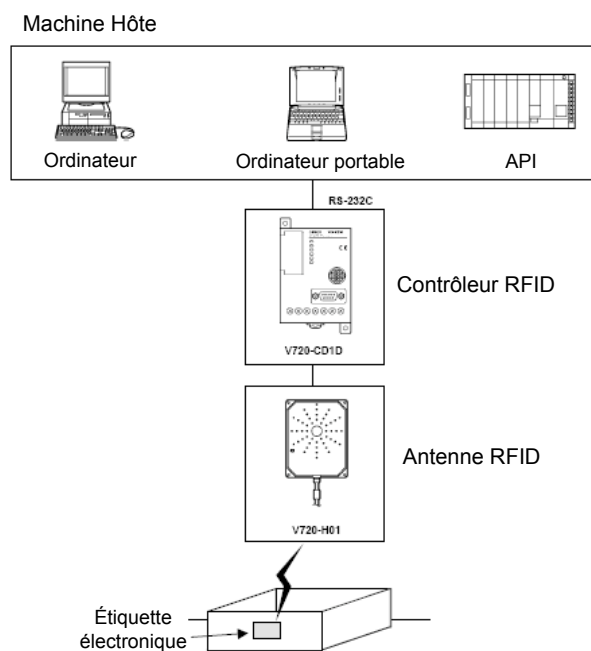 Machine Hôte
Ordinateur
Ordinateur portable
API
RS-232C
Contrôleur RFID
V720-CD1D
Antenne RFID
V720-H01
Étiquette
électronique